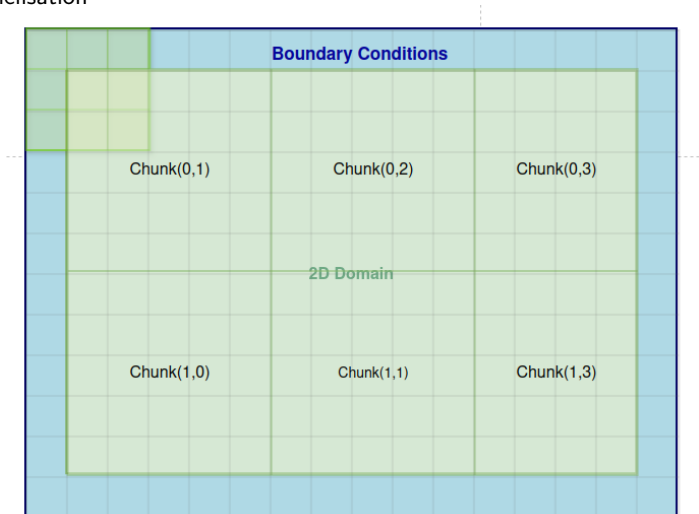 elisation
Boundary Conditions
Chunk(0,1)
Chunk(0,2)
Chunk(0,3)
2D Domain
Chunk(1,0)
Chunk(1,1)
Chunk(1,3)